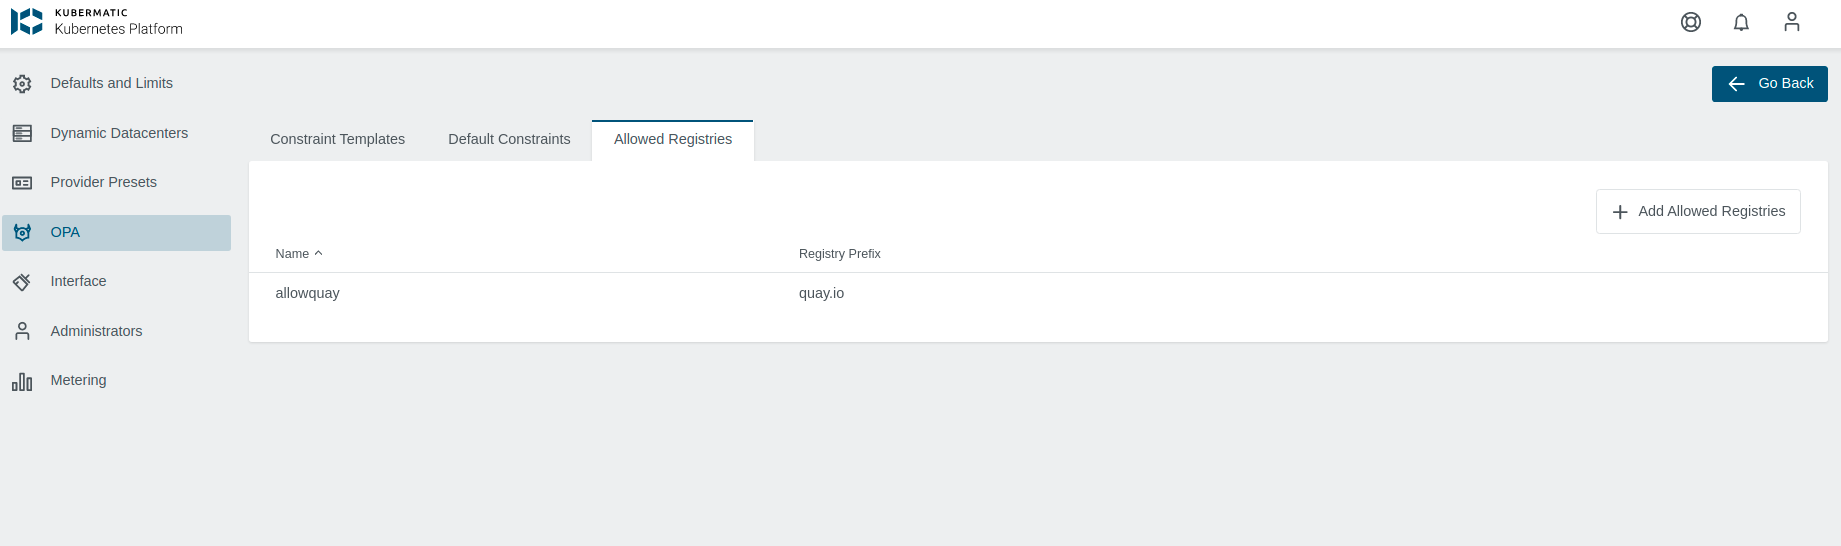 KUBERMATIC
Kubernetes Platform
Defaults and Limits
Go Back
Dynamic Datacenters
Constraint Templates
Default Constraints
Allowed Registries
Provider Presets
Add Allowed Registries
OPA
Name
Registry Prefix
Interface
allowquay
quay.io
Administrators
Metering